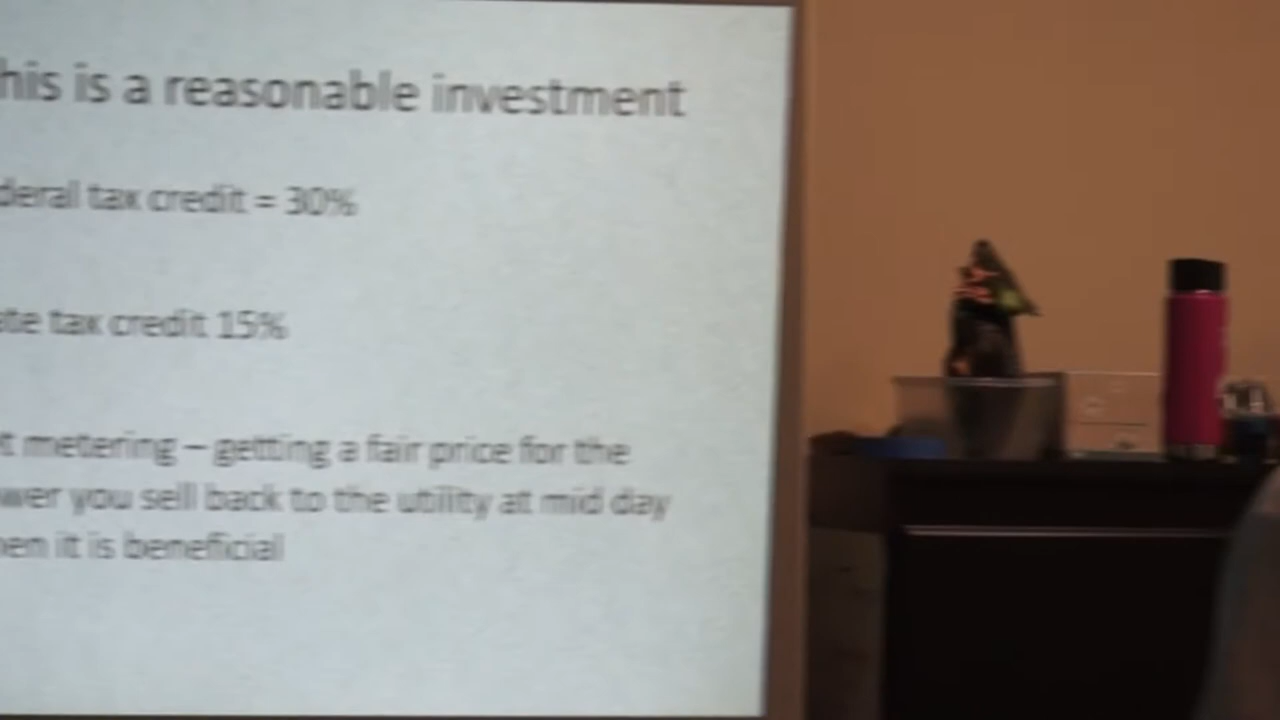 his is a reasonable investment
deral tax credit = 30%
ate tax credit 15%
t metering – getting a fair price for the
wer you sell back to the utility at mid day
hen it is beneficial